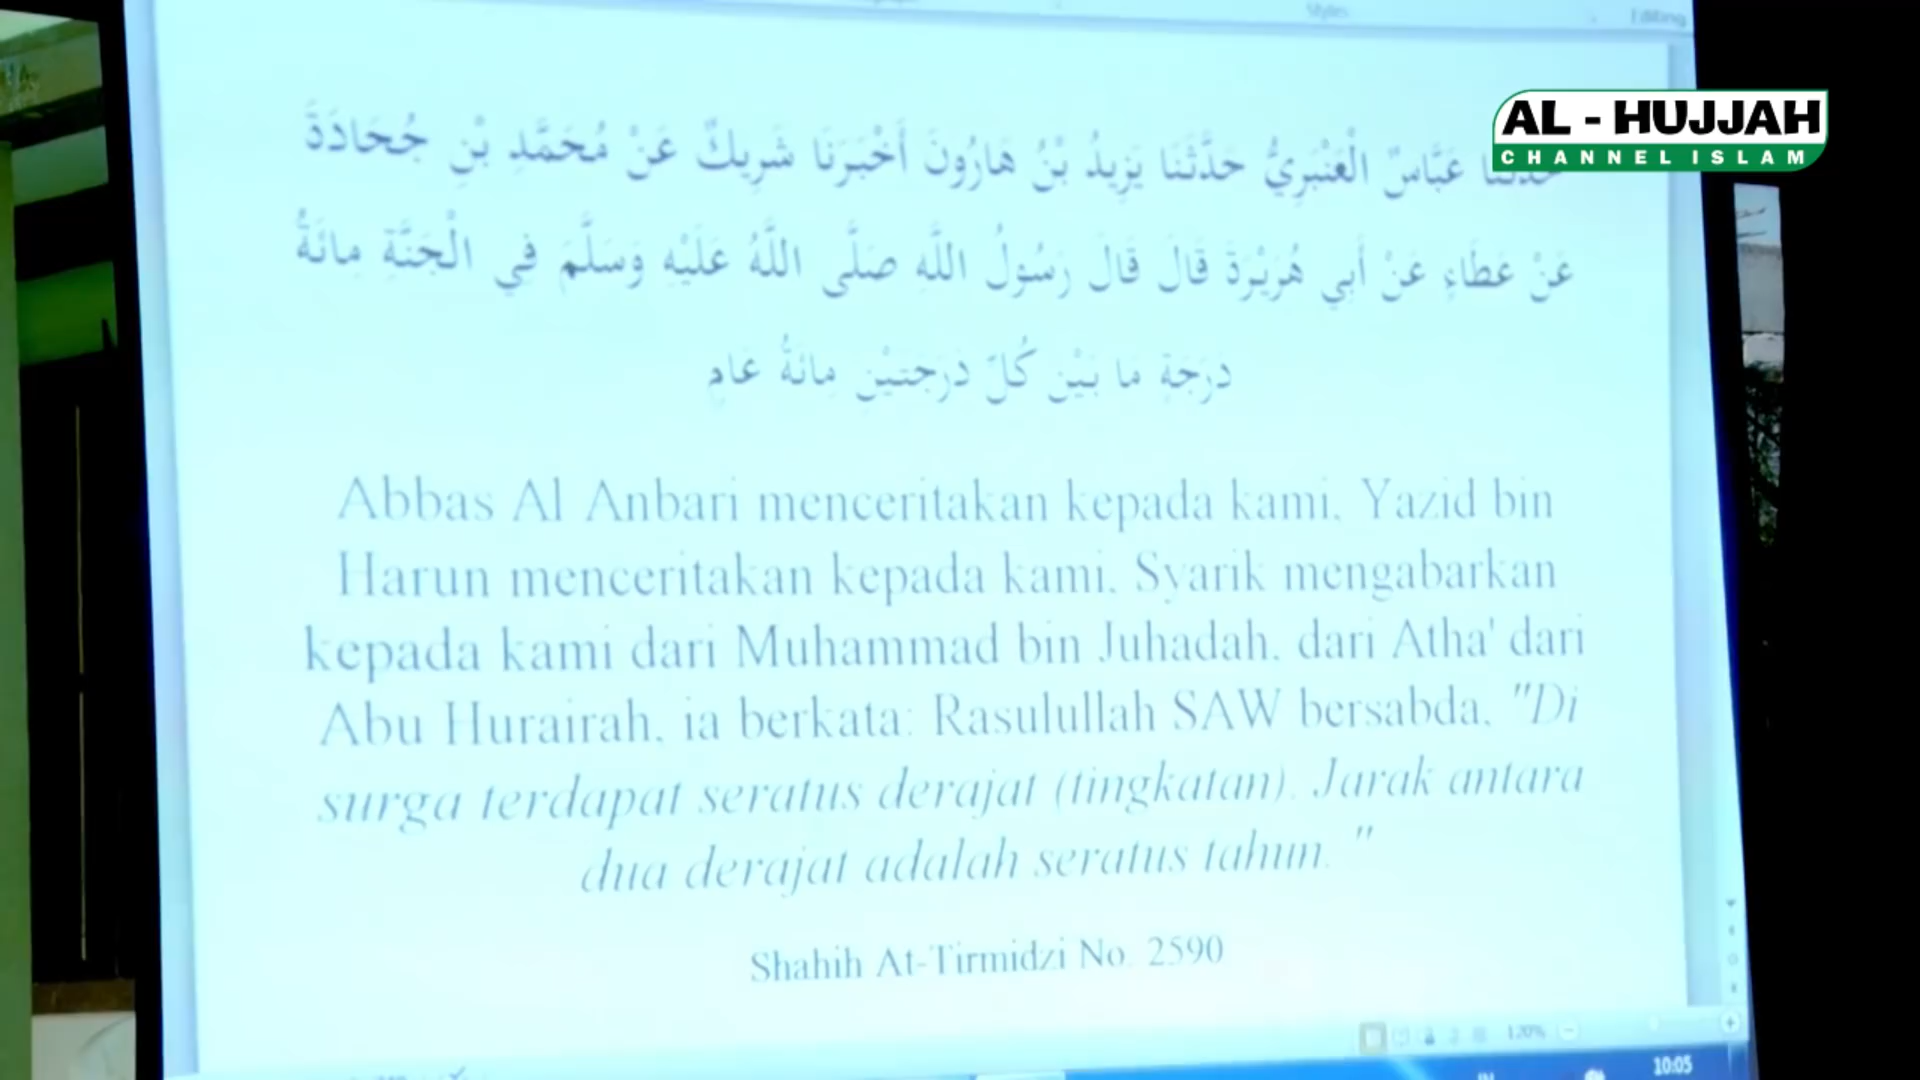 Styles
Editing
AL - HUJJAH
CHANNEL ISLAM
حَدَّثَنَا عَبَّاسٌ الْعَنْبَرِيُّ حَدَّثَنَا يَزِيدُ بْنُ هَارُونَ أَخْبَرَنَا شَرِيكٌ عَنْ مُحَمَّدِ بْنِ جُحَادَةَ
عَنْ عَطَاءٍ عَنْ أَبِي هُرَيْرَةَ قَالَ قَالَ رَسُولُ اللَّهِ صَلَّى اللَّهُ عَلَيْهِ وَسَلَّمَ فِي الْجَنَّةِ مِائَةُ
دَرَجَةٍ مَا بَيْنَ كُلِّ دَرَجَتَيْنِ مِائَةُ عَامٍ
Abbas Al Anbari menceritakan kepada kami, Yazid bin
Harun menceritakan kepada kami, Syarik mengabarkan
kepada kami dari Muhammad bin Juhadah, dari Atha' dari
Abu Hurairah, ia berkata: Rasulullah SAW bersabda, "Di
surga terdapat seratus derajat (tingkatan). Jarak antara
dua derajat adalah seratus tahun."
Shahih At-Tirmidzi No. 2590
120%
10:05